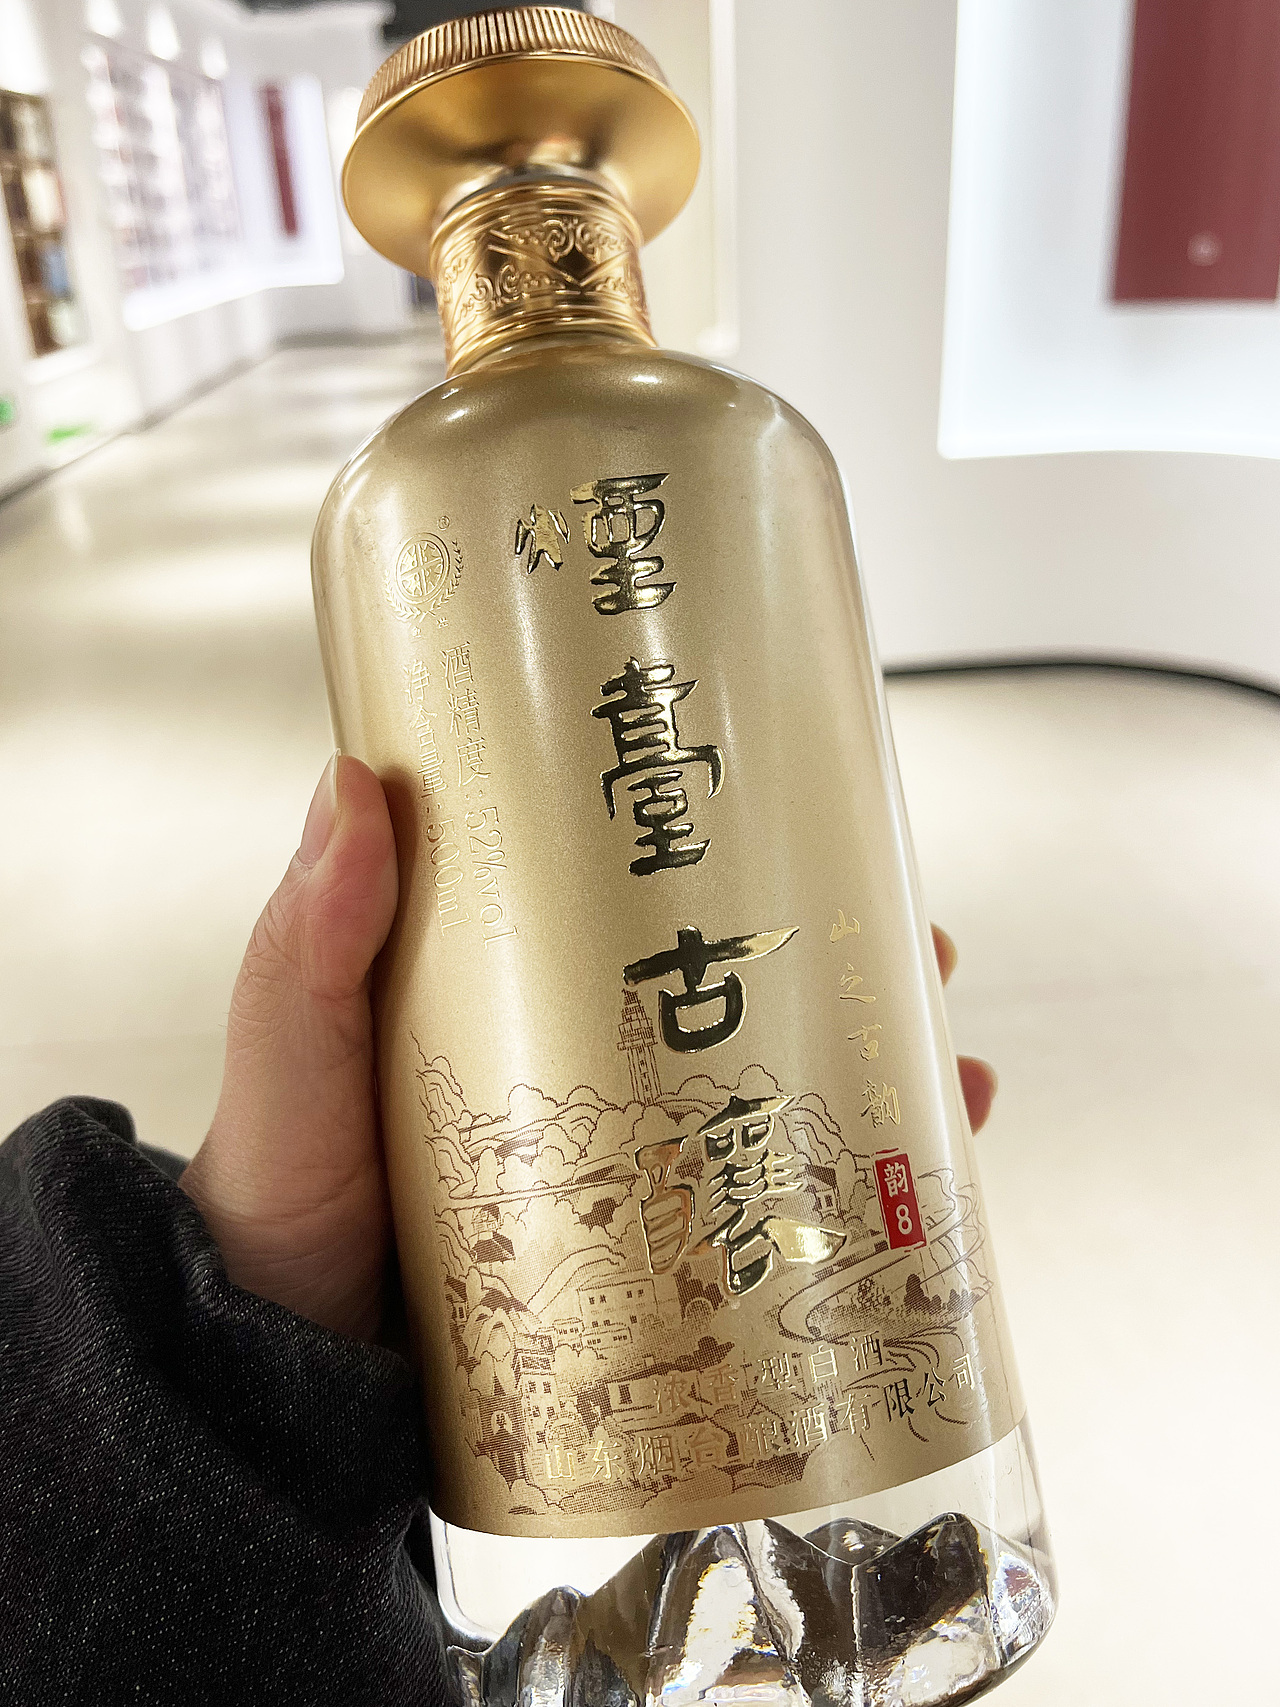 煙臺古釀
酒精度:52%vol
净含量:500ml
山之古韵
韵8
浓香型白酒
山东烟台酿酒有限公司